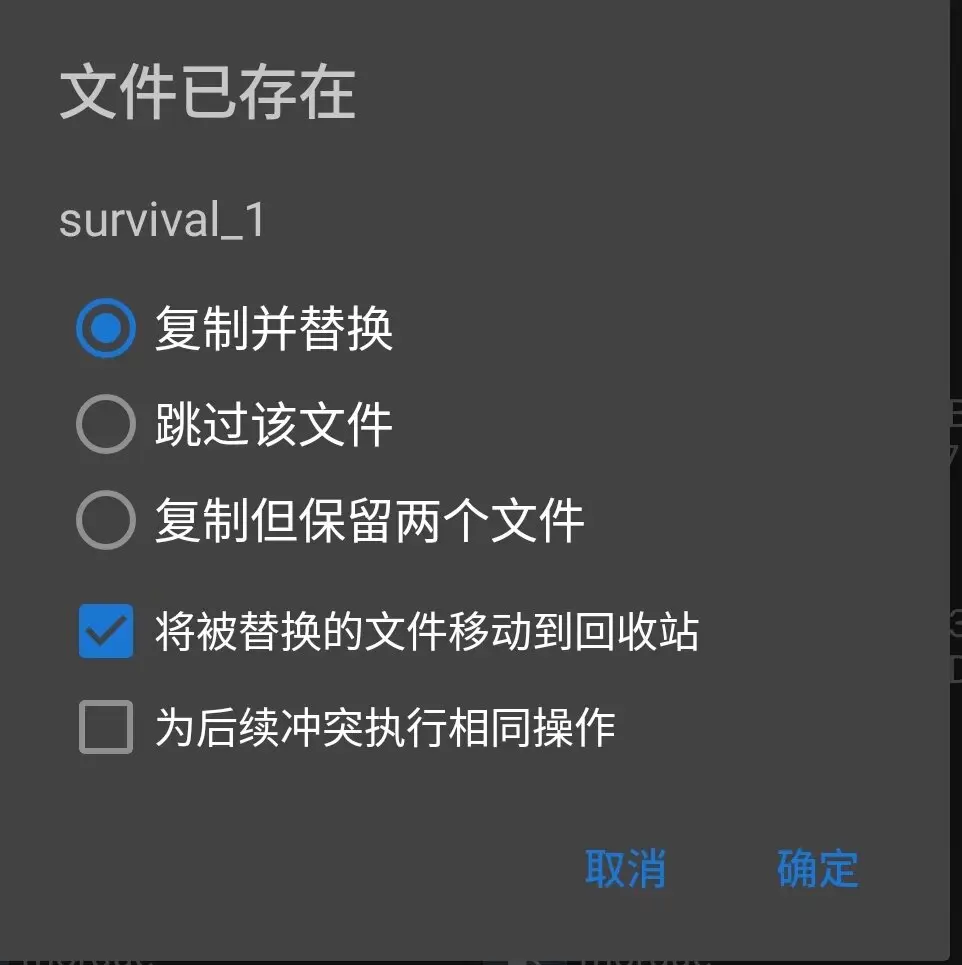 文件已存在
survival_1
复制并替换
跳过该文件
复制但保留两个文件
将被替换的文件移动到回收站
为后续冲突执行相同操作
取消
确定